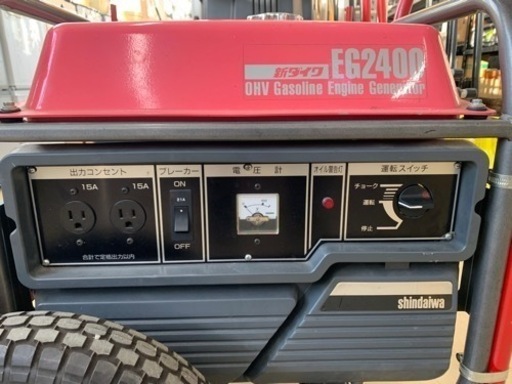 新ダイワ EG2400
OHV Gasoline Engine Generator
出力コンセント
15A 15A
合計で定格出力以内
ブレーカー
ON
21A
OFF
電圧計
オイル警告灯
運転スイッチ
チョーク
運転
停止
shindaiwa